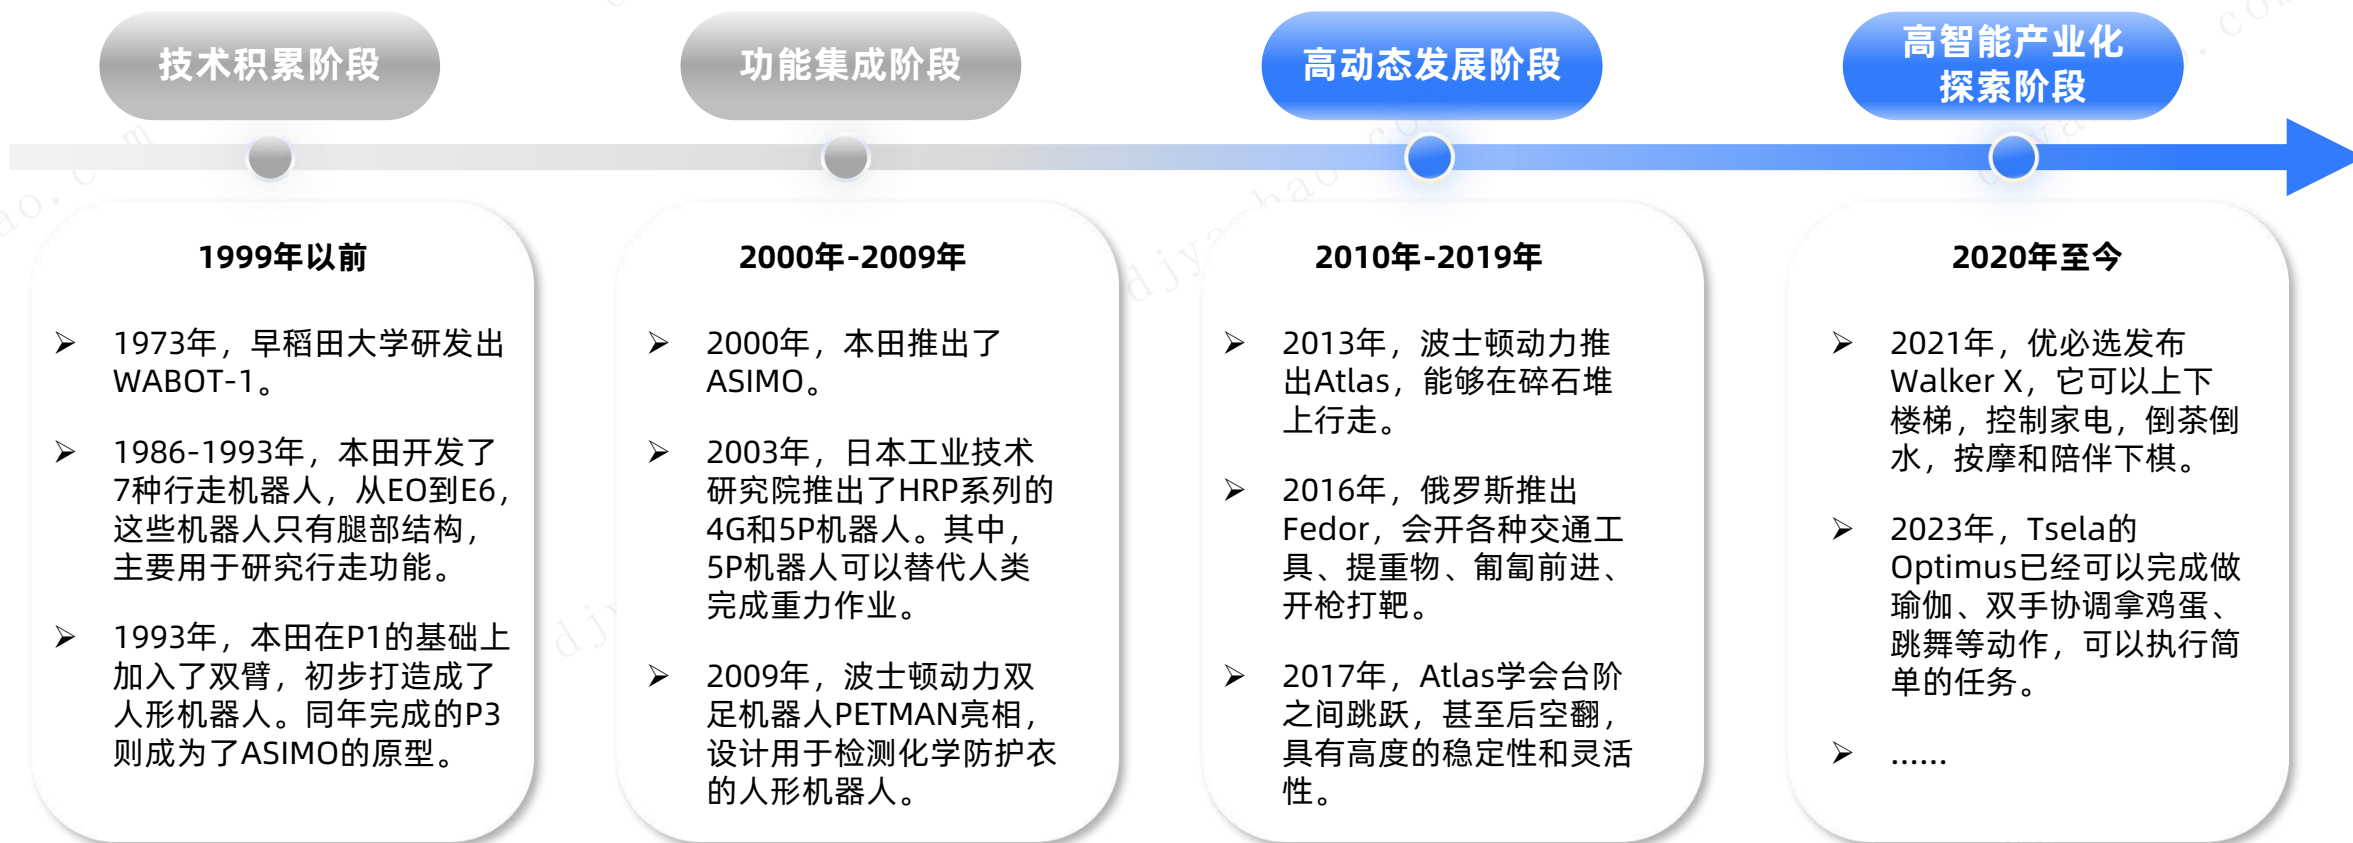 技术积累阶段
功能集成阶段
高动态发展阶段
高智能产业化
探索阶段
1999年以前
➢ 1973年，早稻田大学研发出
WABOT-1。
➢ 1986-1993年，本田开发了
7种行走机器人，从EO到E6，
这些机器人只有腿部结构，
主要用于研究行走功能。
➢ 1993年，本田在P1的基础上
加入了双臂，初步打造成了
人形机器人。同年完成的P3
则成为了ASIMO的原型。
2000年-2009年
➢ 2000年，本田推出了
ASIMO。
➢ 2003年，日本工业技术
研究院推出了HRP系列的
4G和5P机器人。其中，
5P机器人可以替代人类
完成重力作业。
➢ 2009年，波士顿动力双
足机器人PETMAN亮相，
设计用于检测化学防护衣
的人形机器人。
2010年-2019年
➢ 2013年，波士顿动力推
出Atlas，能够在碎石堆
上行走。
➢ 2016年，俄罗斯推出
Fedor，会开各种交通工
具、提重物、匍匐前进、
开枪打靶。
➢ 2017年，Atlas学会台阶
之间跳跃，甚至后空翻，
具有高度的稳定性和灵活
性。
2020年至今
➢ 2021年，优必选发布
Walker X，它可以上下
楼梯，控制家电，倒茶倒
水，按摩和陪伴下棋。
➢ 2023年，Tsela的
Optimus已经可以完成做
瑜伽、双手协调拿鸡蛋、
跳舞等动作，可以执行简
单的任务。
➢ ......